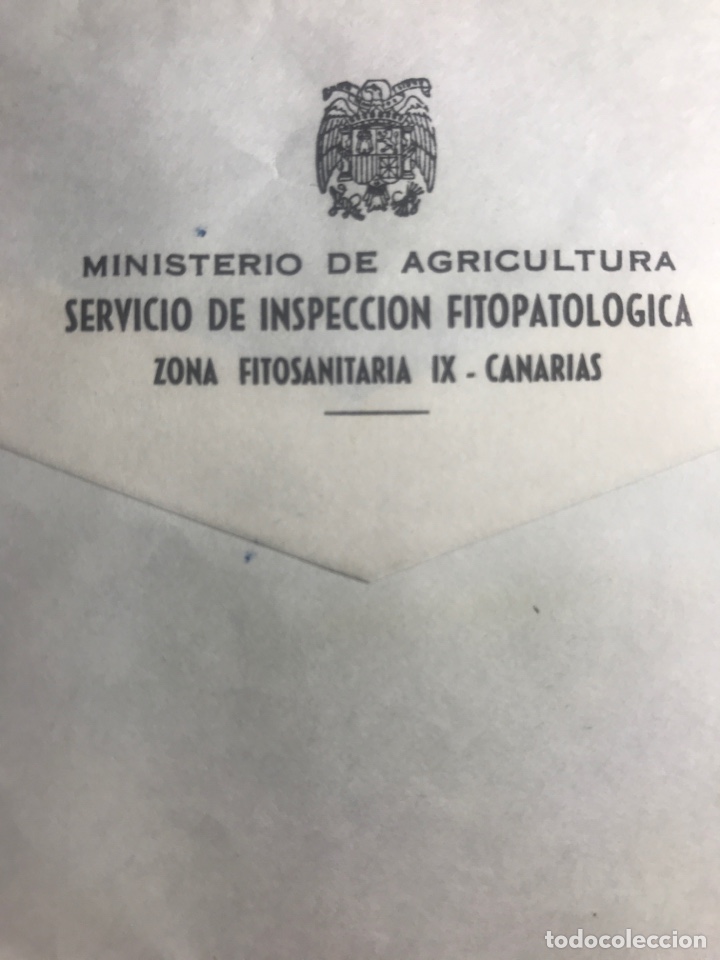 MINISTERIO DE AGRICULTURA
SERVICIO DE INSPECCION FITOPATOLOGICA
ZONA FITOSANITARIA IX - CANARIAS
todocoleccion